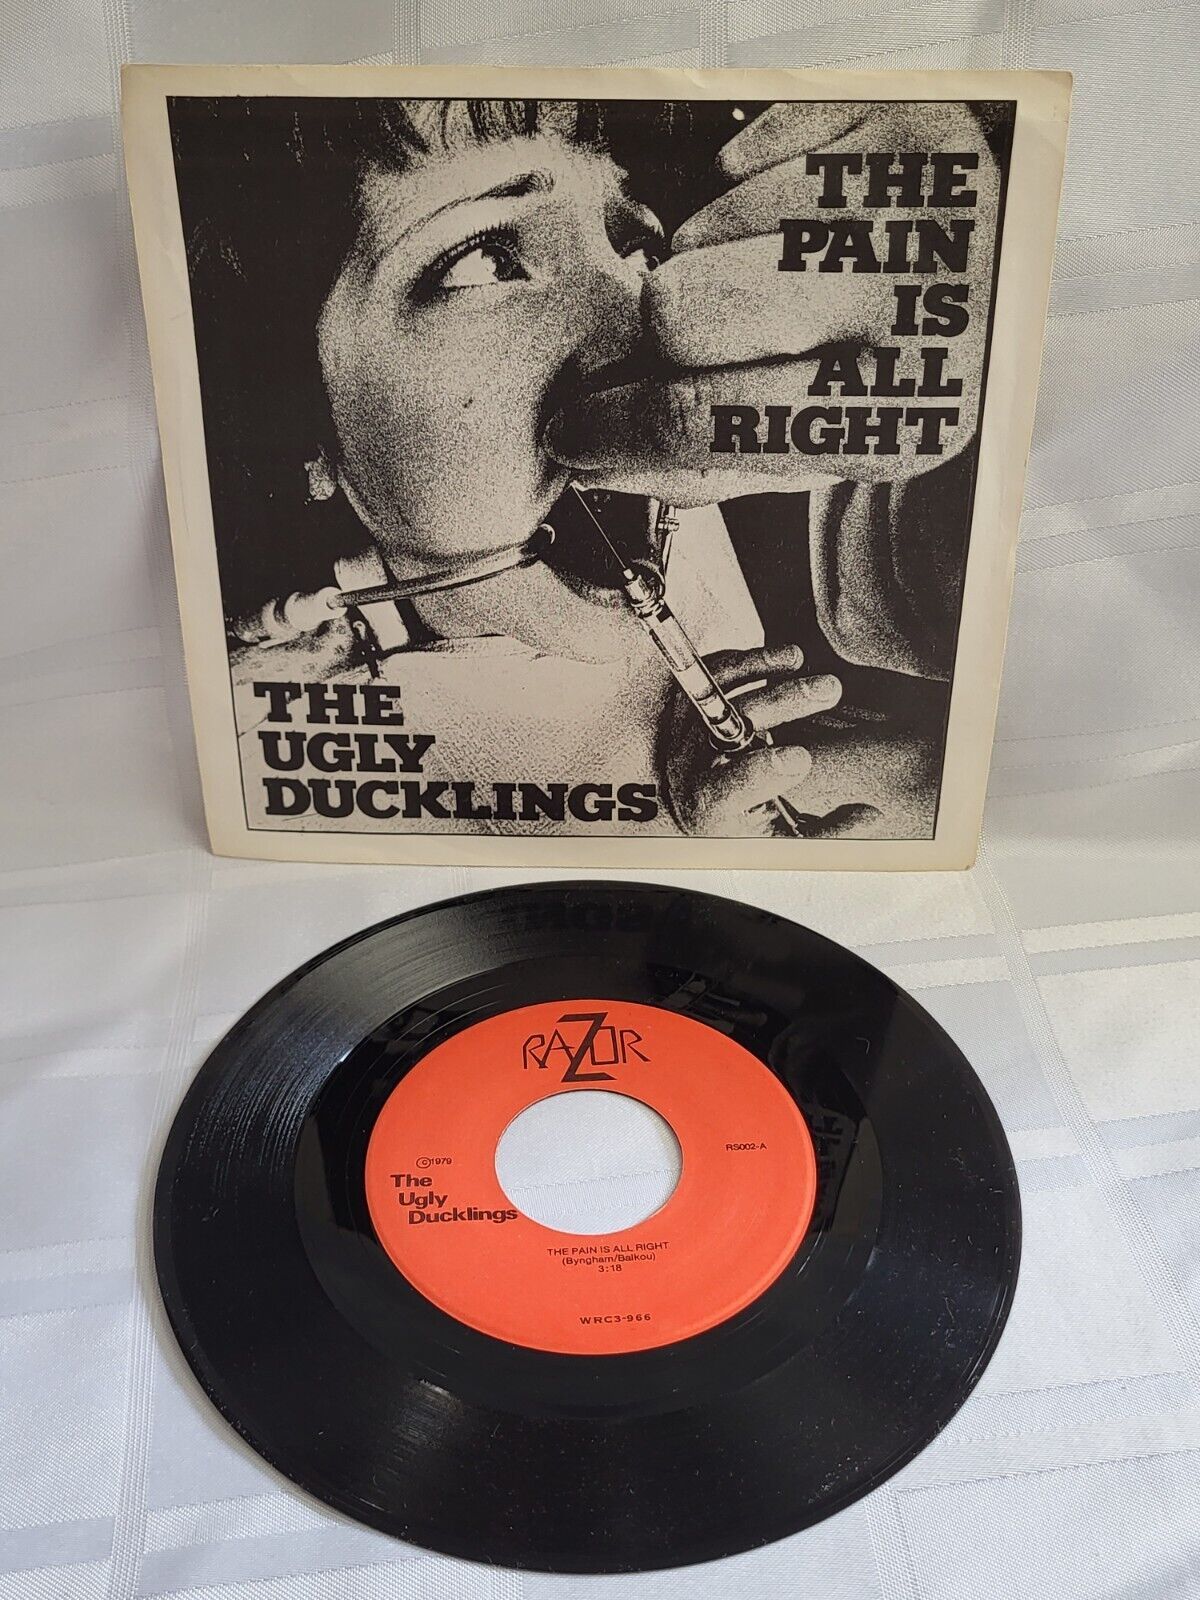 THE
PAIN
IS
ALL
RIGHT
THE
UGLY
DUCKLINGS
RAZOR
©1979
RS002-A
The
Ugly
Ducklings
THE PAIN IS ALL RIGHT
(Byngham/Balkou)
3:18
WRC3-966